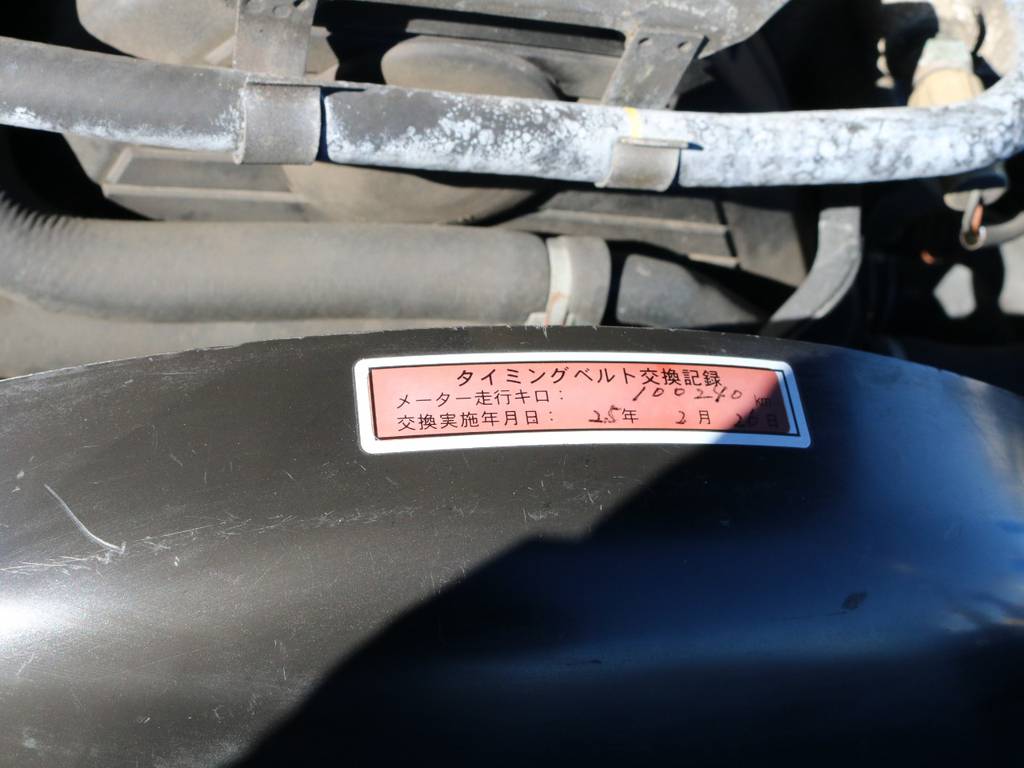 タイミングベルト交換記録
メーター走行キロ： 100240 km
交換実施年月日： 25年 2月 26日